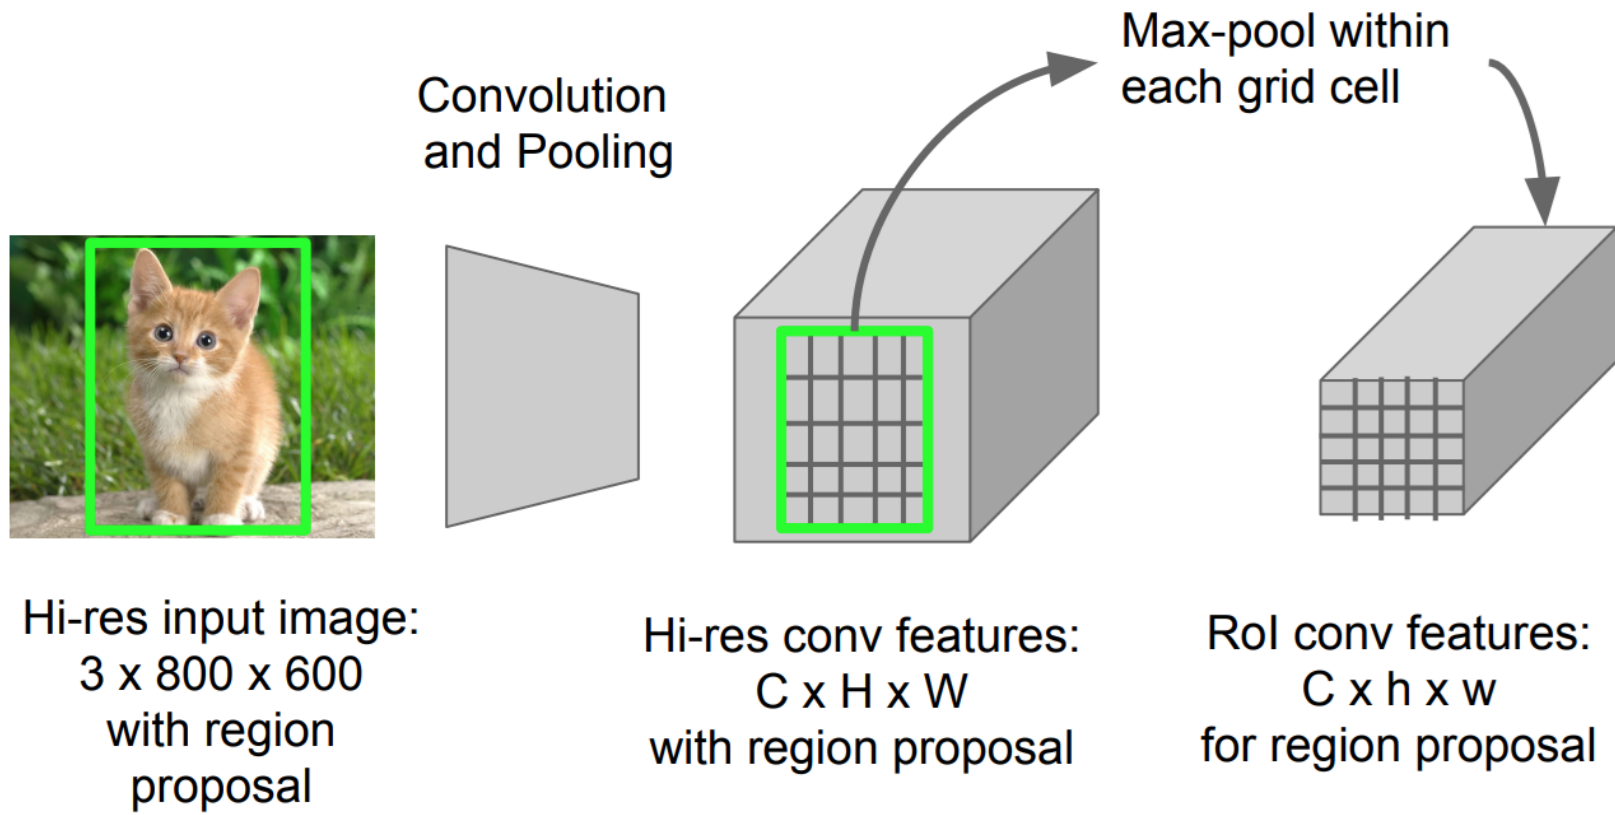 Convolution
and Pooling
Max-pool within
each grid cell
Hi-res input image:
3 x 800 x 600
with region
proposal
Hi-res conv features:
C x H x W
with region proposal
RoI conv features:
C x h x w
for region proposal